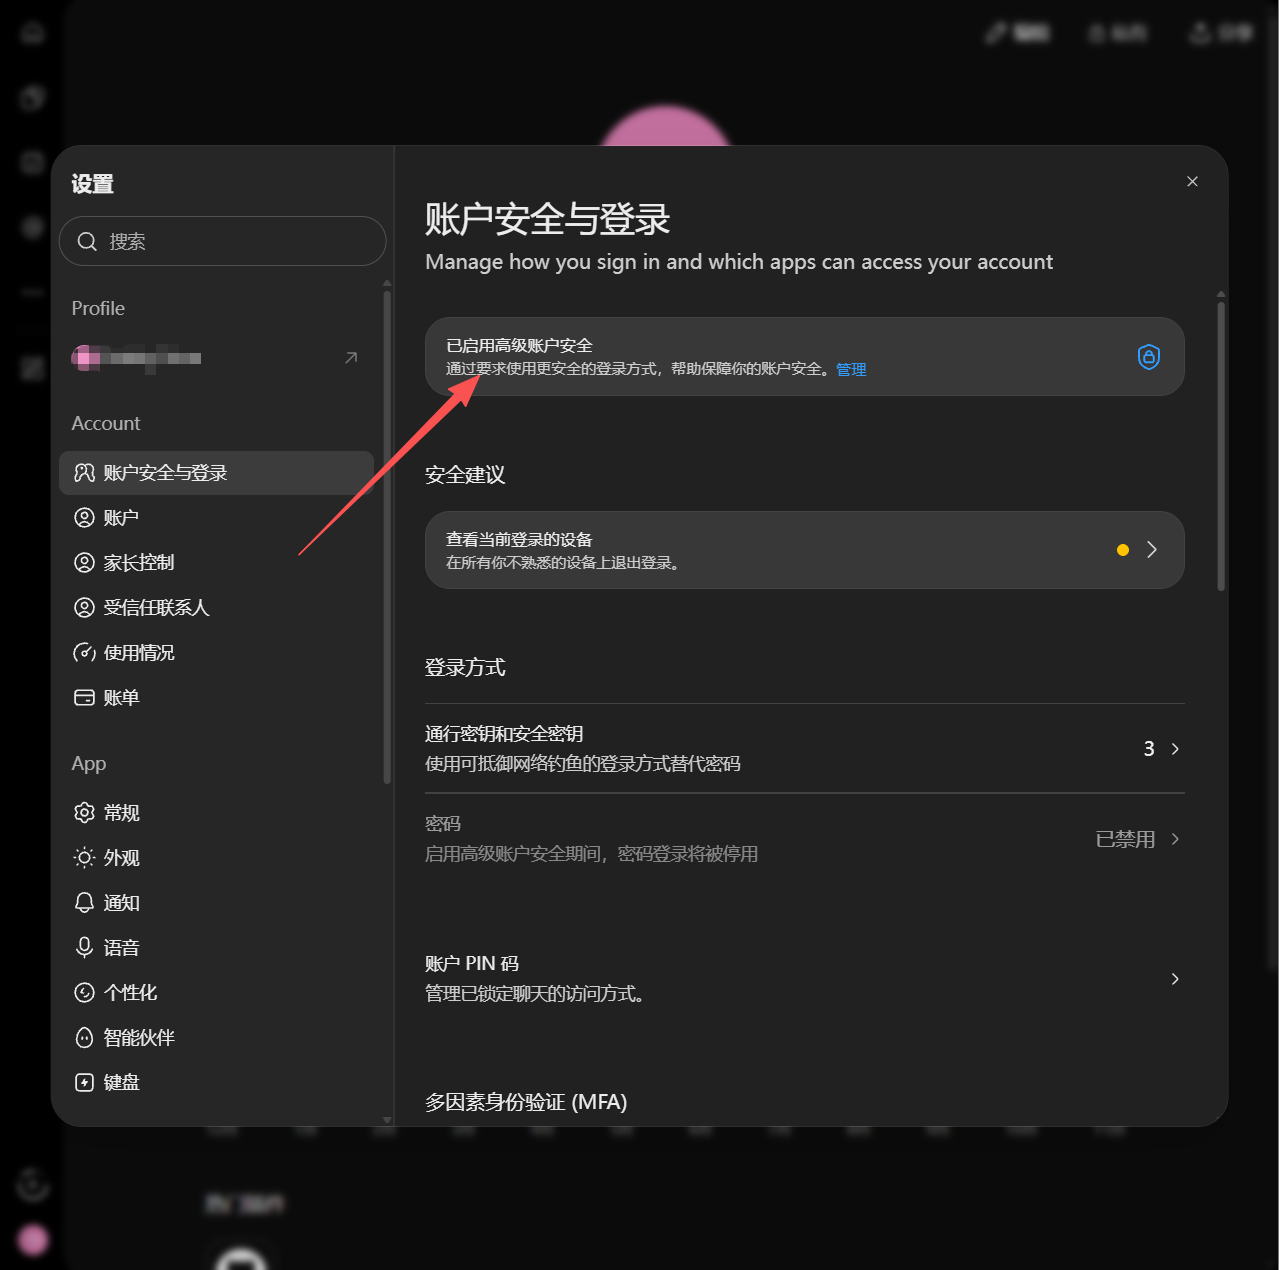 设置
搜索
Profile
Account
账户安全与登录
账户
家长控制
受信任联系人
使用情况
账单
App
常规
外观
通知
语音
个性化
智能伙伴
键盘
账户安全与登录
Manage how you sign in and which apps can access your account
已启用高级账户安全
通过要求使用更安全的登录方式，帮助保障你的账户安全。管理
安全建议
查看当前登录的设备
在所有你不熟悉的设备上退出登录。
登录方式
通行密钥和安全密钥
使用可抵御网络钓鱼的登录方式替代密码
3
密码
启用高级账户安全期间，密码登录将被停用
已禁用
账户 PIN 码
管理已锁定聊天的访问方式。
多因素身份验证 (MFA)